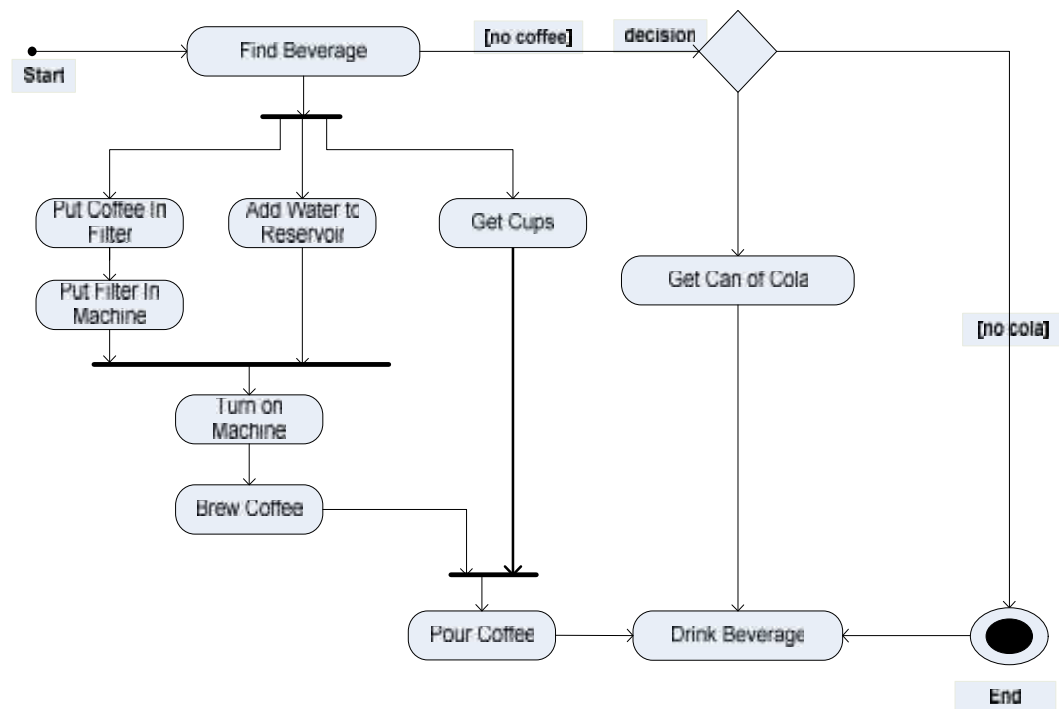 Find Beverage
[no coffee]
decision
Start
Put Coffee In
Filter
Add Water to
Reservoir
Get Cups
Put Filter In
Machine
Get Can of Cola
[no cola]
Turn on
Machine
Brew Coffee
Pour Coffee
Drink Beverage
End